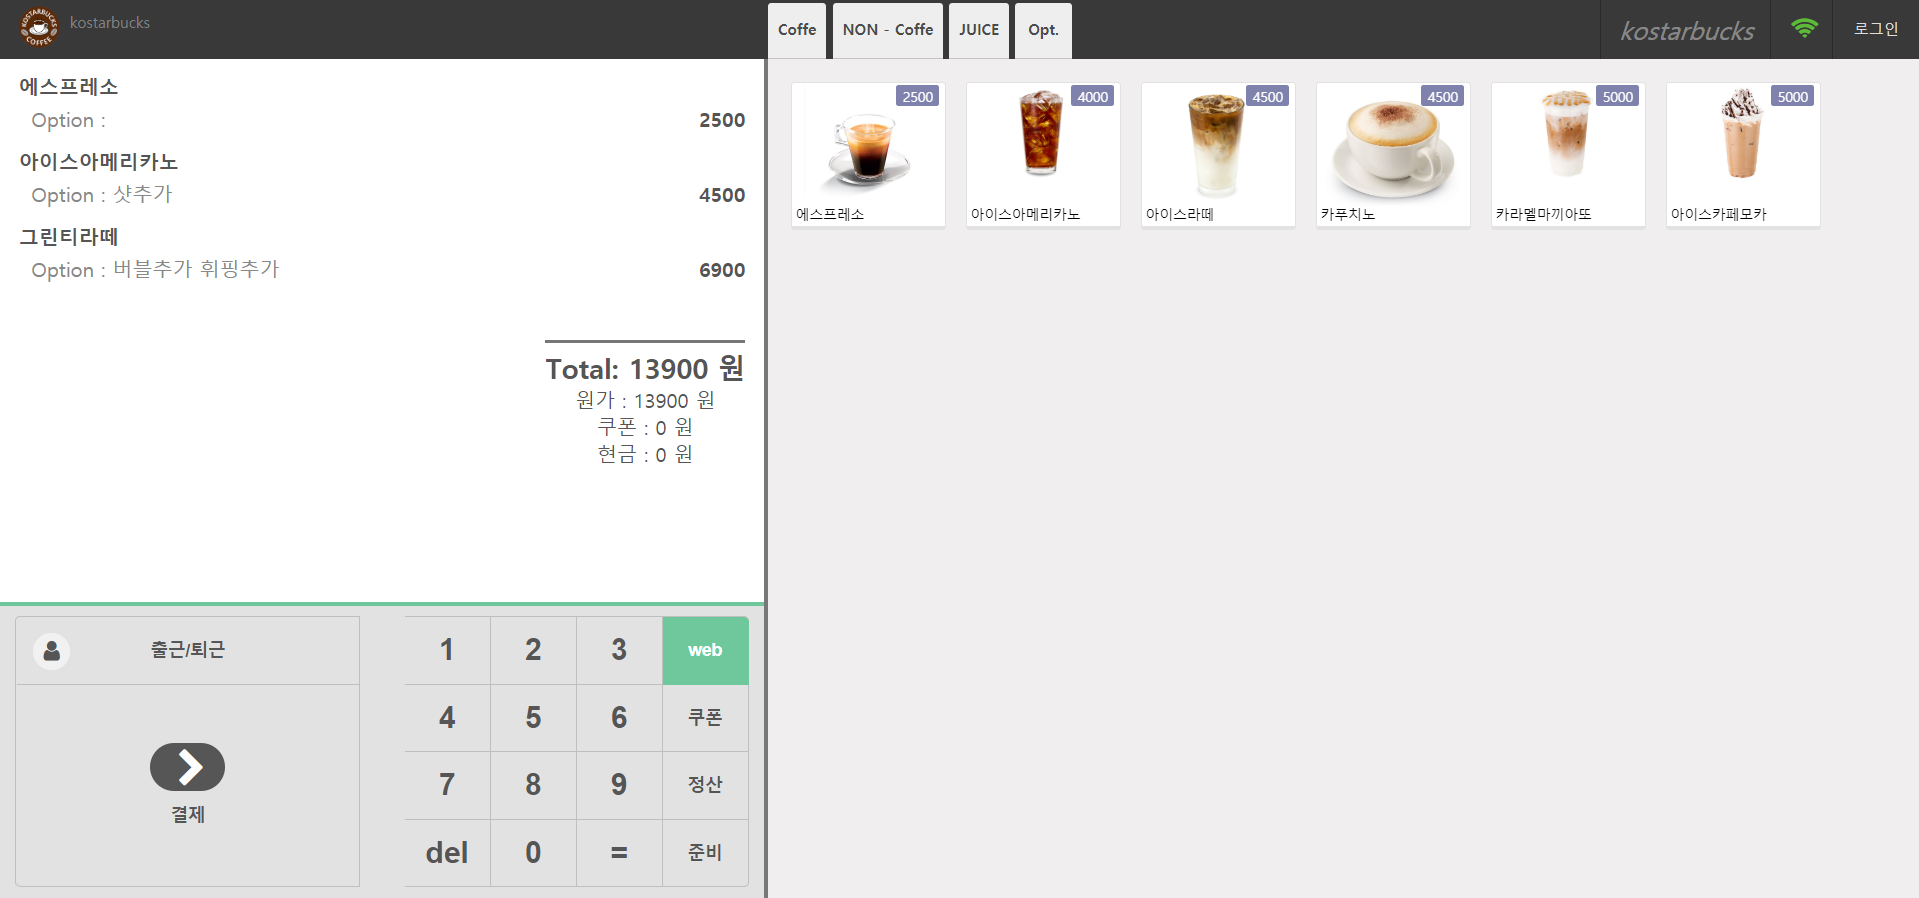 KOSTARBUCKS
COFFEE
kostarbucks
Coffe
NON - Coffe
JUICE
Opt.
kostarbucks
로그인
에스프레소
Option :
2500
아이스아메리카노
Option : 샷추가
4500
그린티라떼
Option : 버블추가 휘핑추가
6900
Total: 13900 원
원가 : 13900 원
쿠폰 : 0 원
현금 : 0 원
출근/퇴근
결제
1
2
3
web
4
5
6
쿠폰
7
8
9
정산
del
0
=
준비
2500
에스프레소
4000
아이스아메리카노
4500
아이스라떼
4500
카푸치노
5000
카라멜마끼아또
5000
아이스카페모카